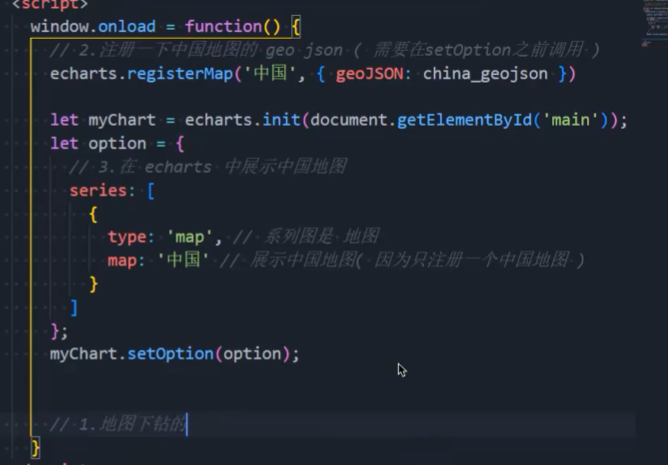 <script>
window.onload = function() {
// 2.注册一下中国地图的 geo json ( 需要在setOption之前调用 )
echarts.registerMap('中国', { geoJSON: china_geojson })
let myChart = echarts.init(document.getElementById('main'));
let option = {
// 3.在 echarts 中展示中国地图
series: [
{
type: 'map', // 系列图是 地图
map: '中国' // 展示中国地图( 因为只注册一个中国地图 )
}
]
};
myChart.setOption(option);
// 1.地图下钻的
}